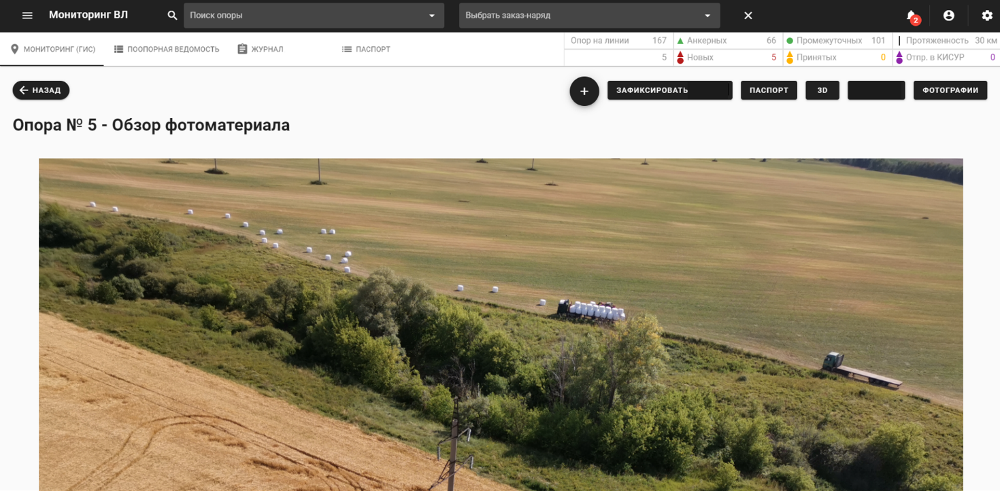 Мониторинг ВЛ
Поиск опоры
Выбрать заказ-наряд
2
МОНИТОРИНГ (ГИС)
ПООПОРНАЯ ВЕДОМОСТЬ
ЖУРНАЛ
ПАСПОРТ
Опор на линии 167
Анкерных 66
Промежуточных 101
Протяженность 30 км
5
Новых 5
Принятых 0
Отпр. в КИСУР 0
НАЗАД
+
ЗАФИКСИРОВАТЬ
ПАСПОРТ
3D
ФОТОГРАФИИ
Опора № 5 - Обзор фотоматериала